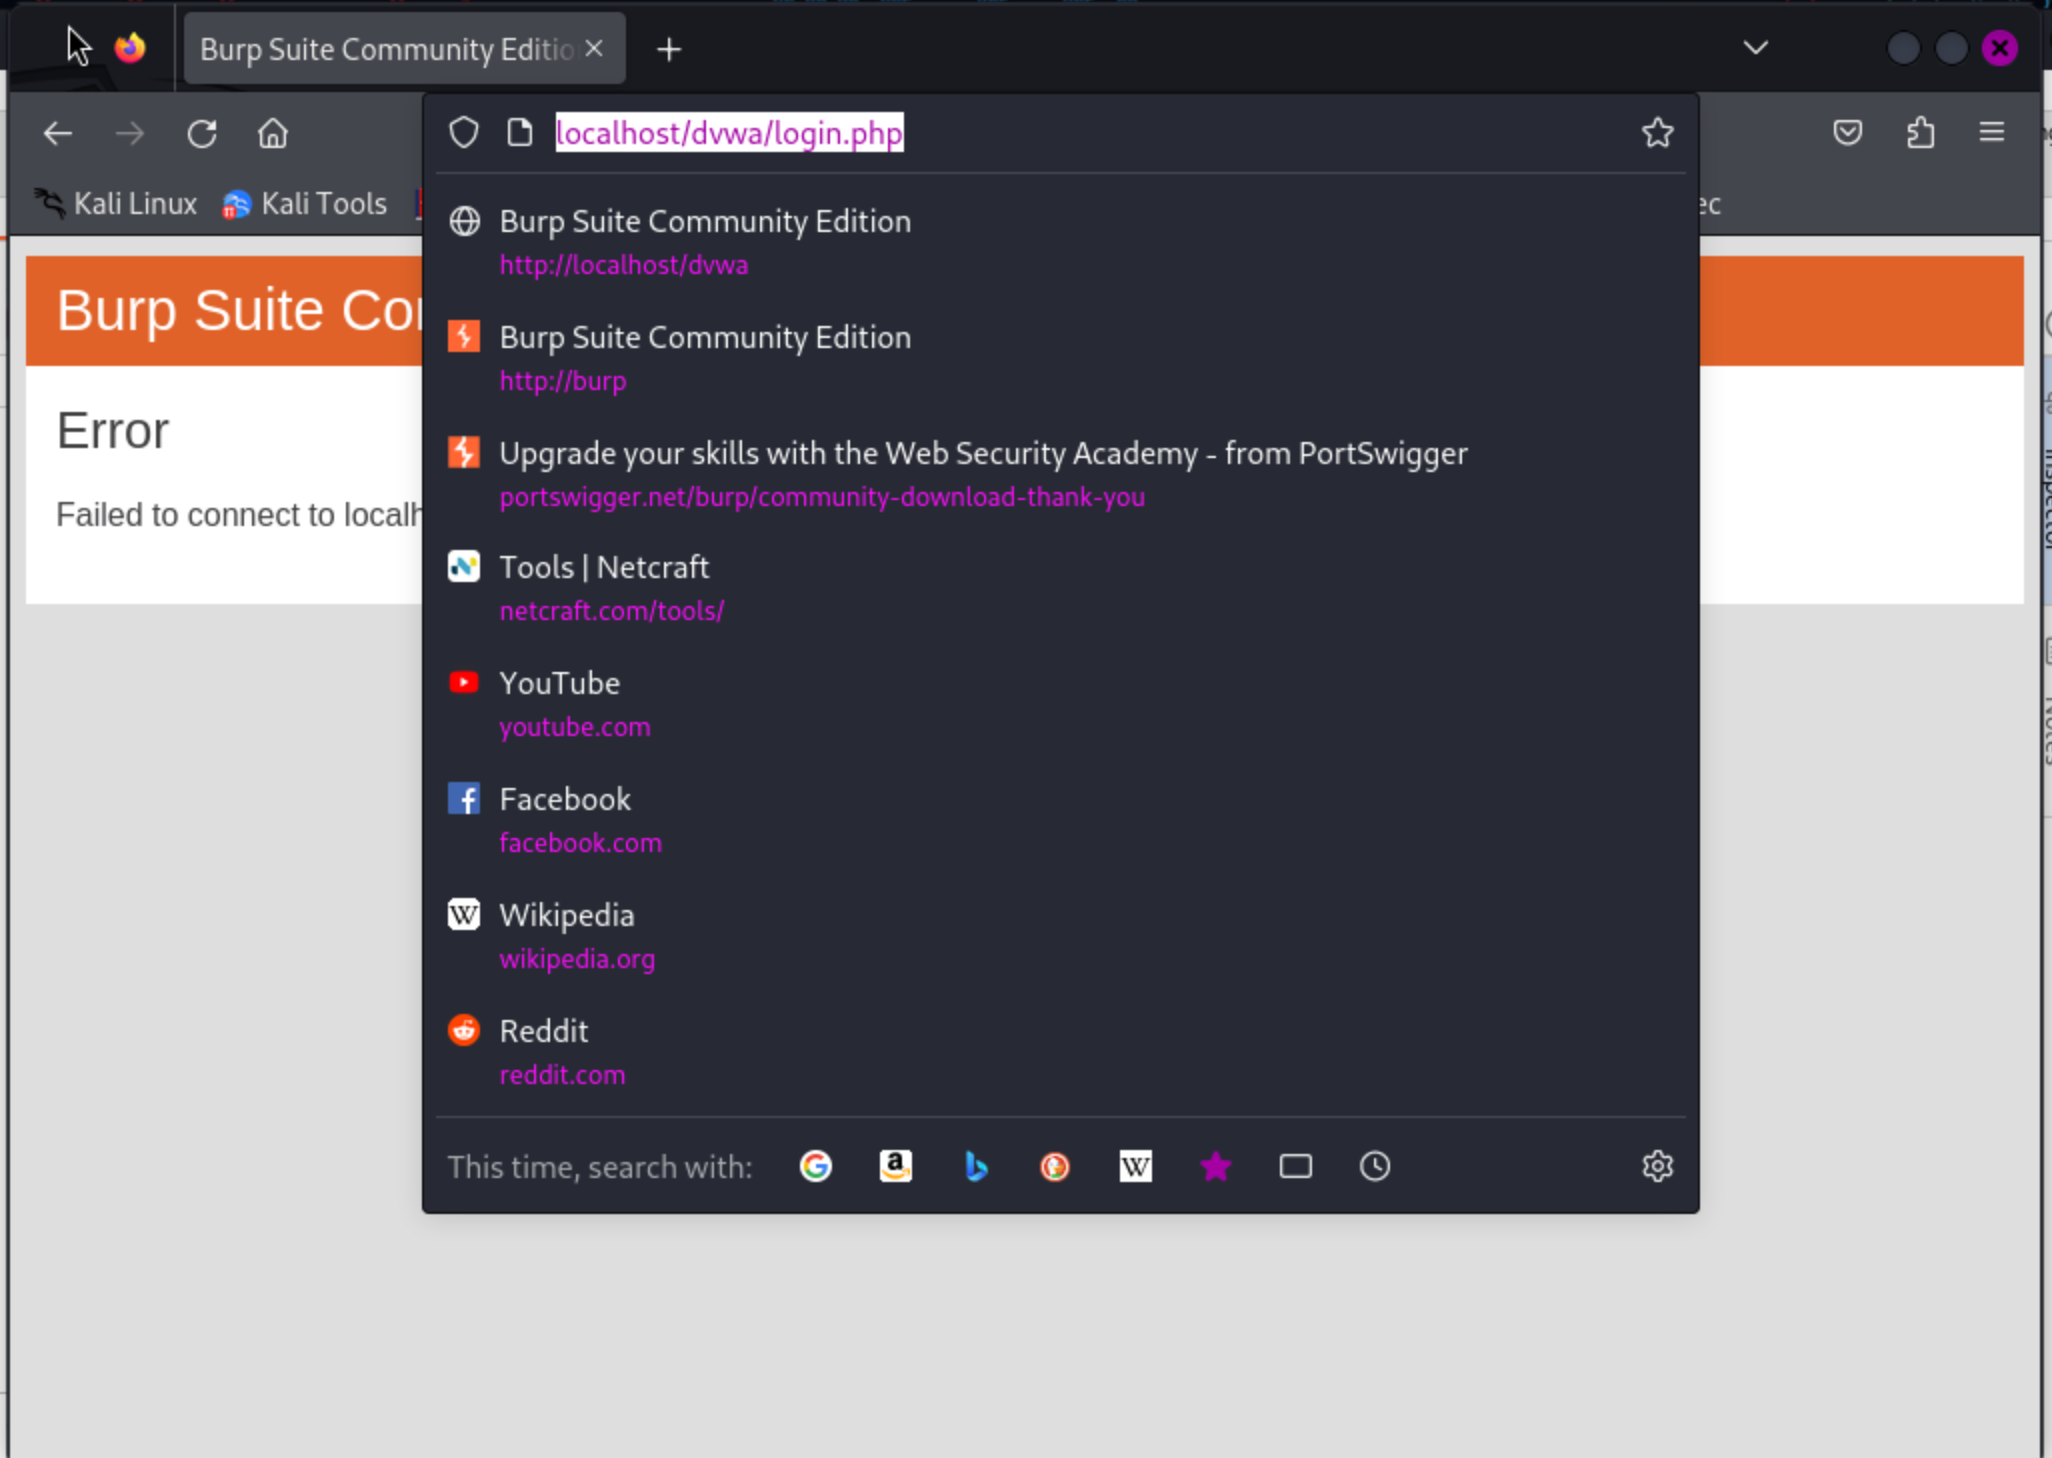 Burp Suite Community Editio
localhost/dvwa/login.php
Kali Linux
Kali Tools
ec
Burp Suite Community Edition
http://localhost/dvwa
Burp Suite Community Edition
http://burp
Upgrade your skills with the Web Security Academy - from PortSwigger
portswigger.net/burp/community-download-thank-you
Tools | Netcraft
netcraft.com/tools/
YouTube
youtube.com
Facebook
facebook.com
Wikipedia
wikipedia.org
Reddit
reddit.com
This time, search with:
Burp Suite Co
Error
Failed to connect to local
Inspector
Notes